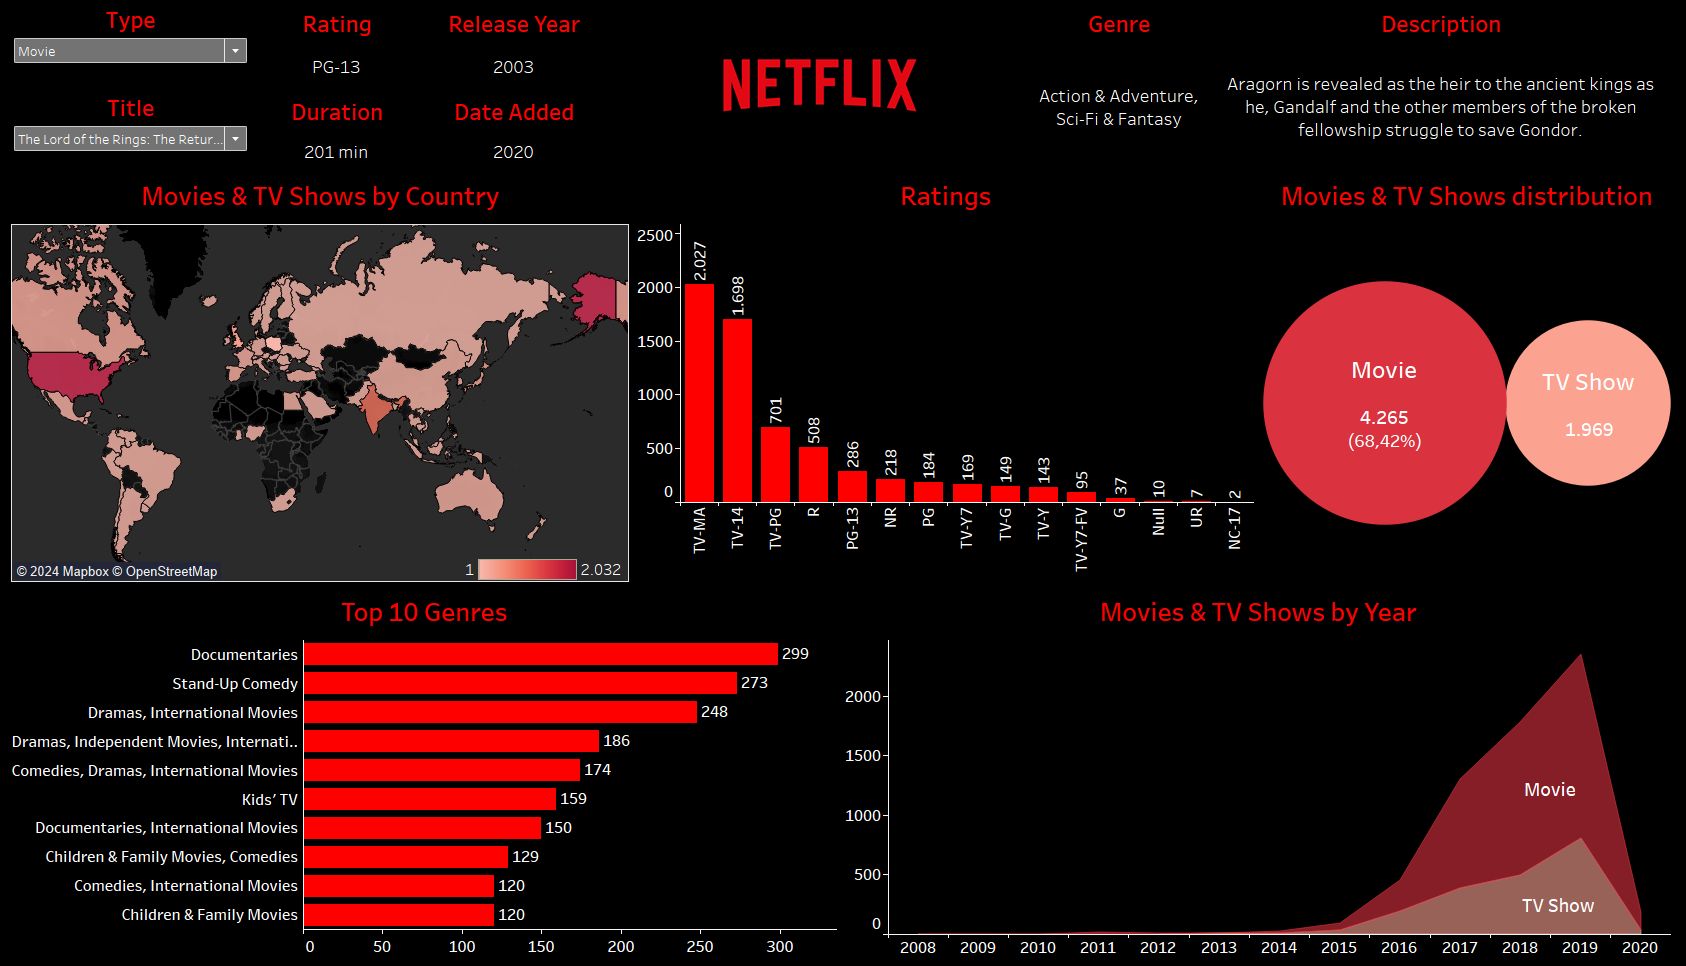 Type
Movie
Title
The Lord of the Rings: The Retur...
Rating
PG-13
Duration
201 min
Release Year
2003
Date Added
2020
NETFLIX
Genre
Action & Adventure,
Sci-Fi & Fantasy
Description
Aragorn is revealed as the heir to the ancient kings as
he, Gandalf and the other members of the broken
fellowship struggle to save Gondor.
Movies & TV Shows by Country
© 2024 Mapbox © OpenStreetMap
1
2.032
Ratings
2500
2000
1500
1000
500
0
2.027
1.698
701
508
286
218
184
169
149
143
95
37
10
7
2
TV-MA
TV-14
TV-PG
R
PG-13
NR
PG
TV-Y7
TV-G
TV-Y
TV-Y7-FV
G
Null
UR
NC-17
Movies & TV Shows distribution
Movie
4.265
(68,42%)
TV Show
1.969
Top 10 Genres
Documentaries 299
Stand-Up Comedy 273
Dramas, International Movies 248
Dramas, Independent Movies, Internati.. 186
Comedies, Dramas, International Movies 174
Kids' TV 159
Documentaries, International Movies 150
Children & Family Movies, Comedies 129
Comedies, International Movies 120
Children & Family Movies 120
0 50 100 150 200 250 300
Movies & TV Shows by Year
2000
1500
1000
500
0
Movie
TV Show
2008 2009 2010 2011 2012 2013 2014 2015 2016 2017 2018 2019 2020